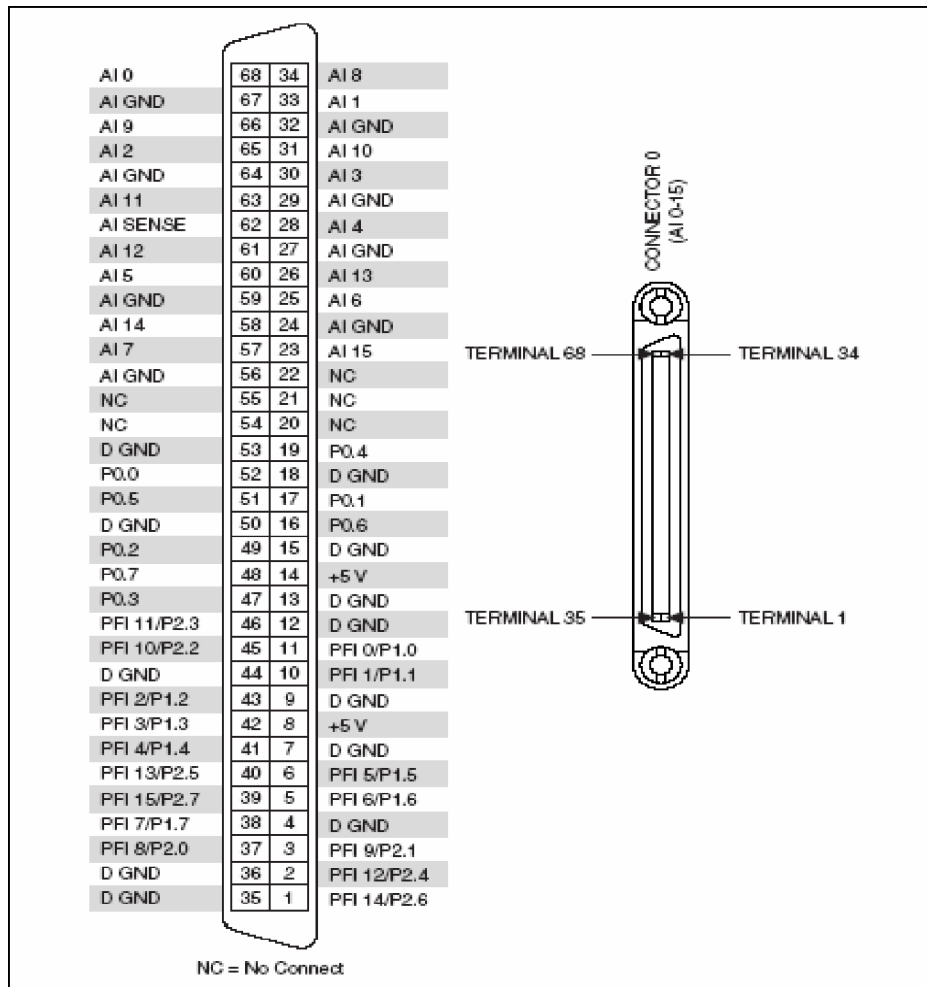 AI 0 68 34 AI 8
AI GND 67 33 AI 1
AI 9 66 32 AI GND
AI 2 65 31 AI 10
AI GND 64 30 AI 3
AI 11 63 29 AI GND
AI SENSE 62 28 AI 4
AI 12 61 27 AI GND
AI 5 60 26 AI 13
AI GND 59 25 AI 6
AI 14 58 24 AI GND
AI 7 57 23 AI 15
AI GND 56 22 NC
NC 55 21 NC
NC 54 20 NC
D GND 53 19 P0.4
P0.0 52 18 D GND
P0.5 51 17 P0.1
D GND 50 16 P0.6
P0.2 49 15 D GND
P0.7 48 14 +5 V
P0.3 47 13 D GND
PFI 11/P2.3 46 12 D GND
PFI 10/P2.2 45 11 PFI 0/P1.0
D GND 44 10 PFI 1/P1.1
PFI 2/P1.2 43 9 D GND
PFI 3/P1.3 42 8 +5 V
PFI 4/P1.4 41 7 D GND
PFI 13/P2.5 40 6 PFI 5/P1.5
PFI 15/P2.7 39 5 PFI 6/P1.6
PFI 7/P1.7 38 4 D GND
PFI 8/P2.0 37 3 PFI 9/P2.1
D GND 36 2 PFI 12/P2.4
D GND 35 1 PFI 14/P2.6
NC = No Connect
CONNECTOR 0
(AI 0-15)
TERMINAL 68 TERMINAL 34
TERMINAL 35 TERMINAL 1